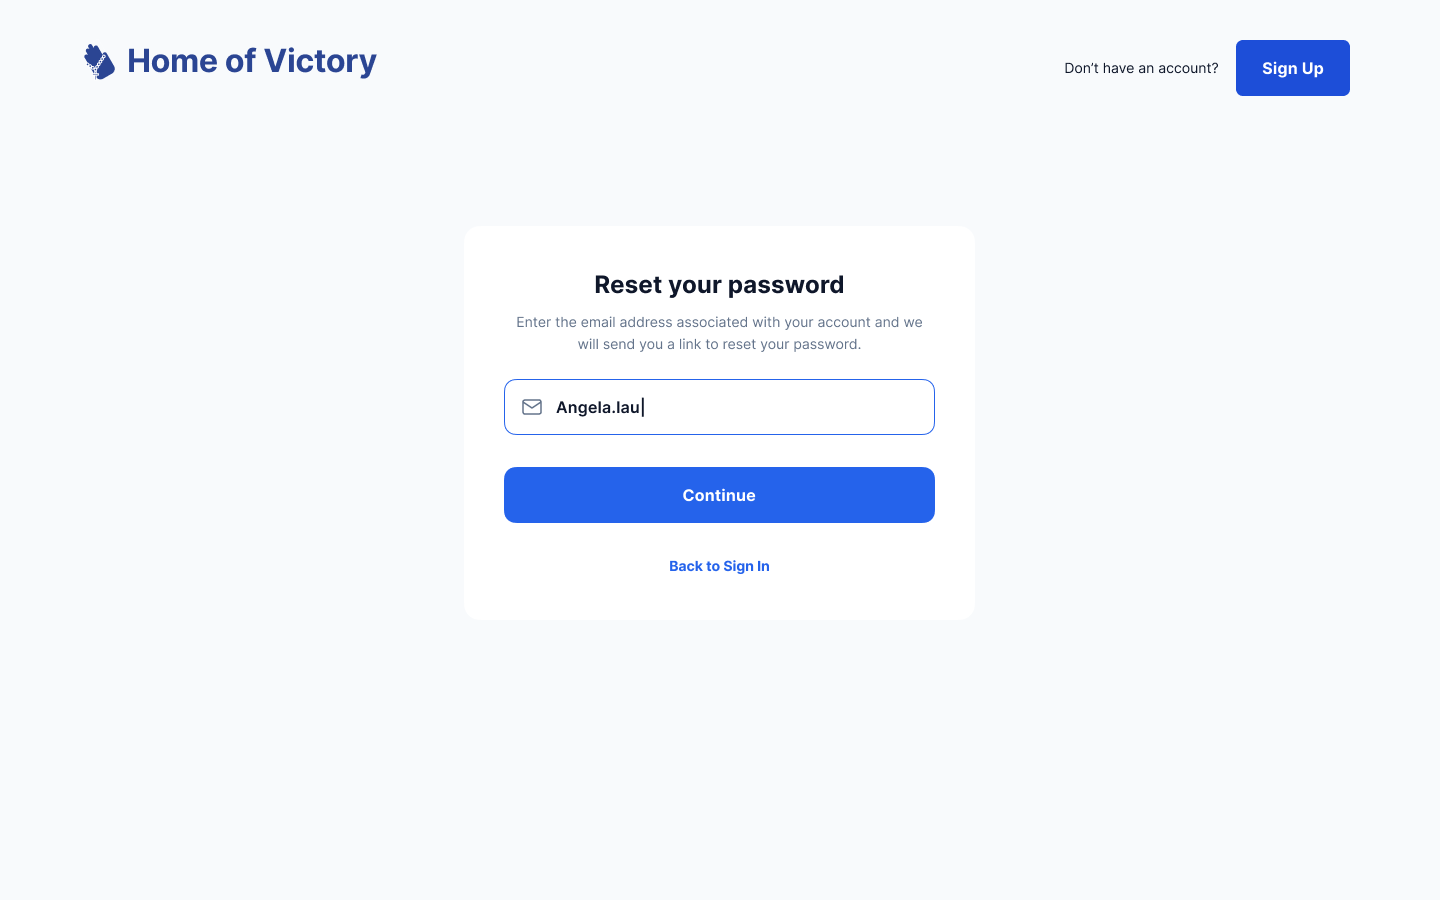 Home of Victory
Don’t have an account?
Sign Up
Reset your password
Enter the email address associated with your account and we
will send you a link to reset your password.
Angela.lau
Continue
Back to Sign In